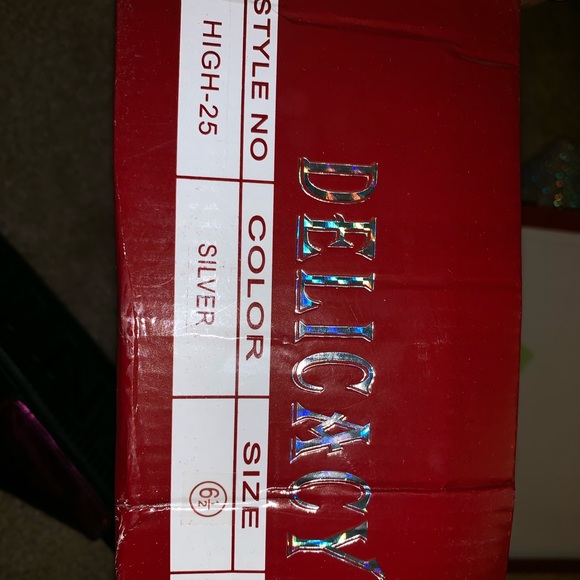 DELICACY
STYLE NO COLOR SIZE
HIGH-25 SILVER 6½